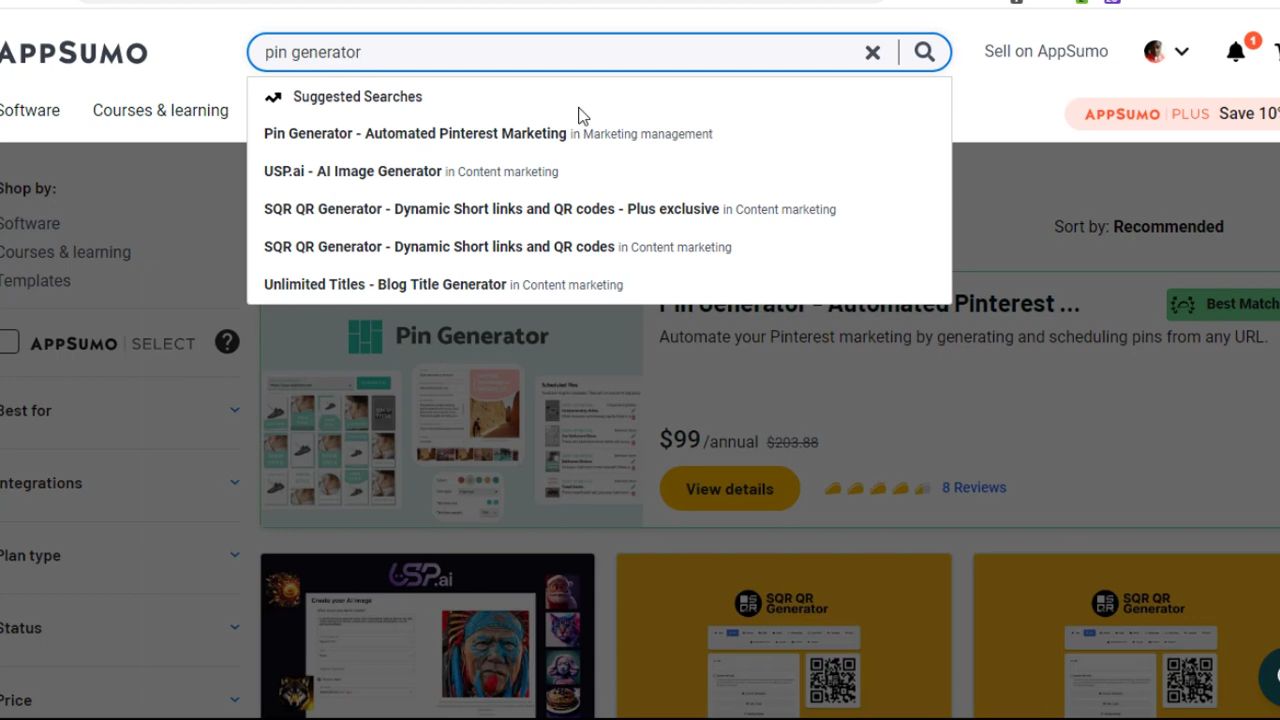 APPSUMO
pin generator
Sell on AppSumo
1
Software
Courses & learning
Suggested Searches
APPSUMO | PLUS Save 10%
Pin Generator - Automated Pinterest Marketing in Marketing management
USP.ai - AI Image Generator in Content marketing
SQR QR Generator - Dynamic Short links and QR codes - Plus exclusive in Content marketing
SQR QR Generator - Dynamic Short links and QR codes in Content marketing
Unlimited Titles - Blog Title Generator in Content marketing
Shop by:
Software
Courses & learning
Templates
Sort by: Recommended
APPSUMO | SELECT ?
Best for
Integrations
Plan type
Status
Price
Pin Generator
Scheduled Pins
Pin Generator - Automated Pinterest ...
Best Match
Automate your Pinterest marketing by generating and scheduling pins from any URL.
$99 /annual $203.88
View details
8 Reviews
USP.ai
Create your AI image
SQR QR
Generator
SQR QR
Generator